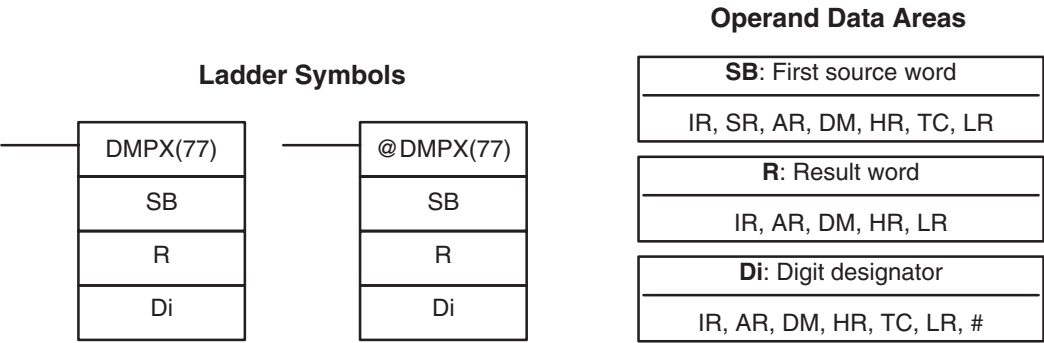 Ladder Symbols
DMPX(77)
SB
R
Di
@DMPX(77)
SB
R
Di
Operand Data Areas
SB: First source word
IR, SR, AR, DM, HR, TC, LR
R: Result word
IR, AR, DM, HR, LR
Di: Digit designator
IR, AR, DM, HR, TC, LR, #